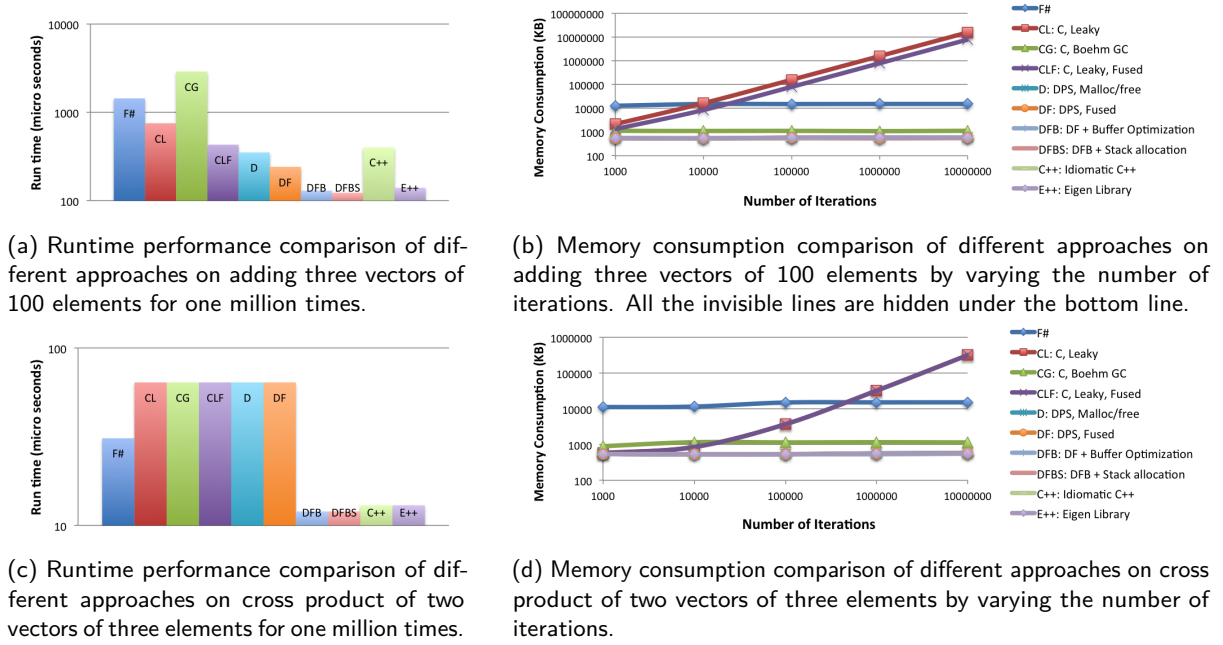 10000
1000
100
Run time (micro seconds)
F#
CL
CG
CLF
D
DF
DFB
DFBS
C++
E++
(a) Runtime performance comparison of dif-
ferent approaches on adding three vectors of
100 elements for one million times.
100000000
10000000
1000000
100000
10000
1000
100
Memory Consumption (KB)
1000
10000
100000
1000000
10000000
Number of Iterations
F#
CL: C, Leaky
CG: C, Boehm GC
CLF: C, Leaky, Fused
D: DPS, Malloc/free
DF: DPS, Fused
DFB: DF + Buffer Optimization
DFBS: DFB + Stack allocation
C++: Idiomatic C++
E++: Eigen Library
(b) Memory consumption comparison of different approaches on
adding three vectors of 100 elements by varying the number of
iterations. All the invisible lines are hidden under the bottom line.
100
10
Run time (micro seconds)
F#
CL
CG
CLF
D
DF
DFB
DFBS
C++
E++
(c) Runtime performance comparison of dif-
ferent approaches on cross product of two
vectors of three elements for one million times.
1000000
100000
10000
1000
100
Memory Consumption (KB)
1000
10000
100000
1000000
10000000
Number of Iterations
F#
CL: C, Leaky
CG: C, Boehm GC
CLF: C, Leaky, Fused
D: DPS, Malloc/free
DF: DPS, Fused
DFB: DF + Buffer Optimization
DFBS: DFB + Stack allocation
C++: Idiomatic C++
E++: Eigen Library
(d) Memory consumption comparison of different approaches on cross
product of two vectors of three elements by varying the number of
iterations.